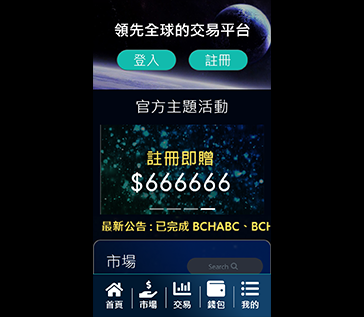 領先全球的交易平台
登入 註冊
官方主題活動
註冊即贈
$666666
最新公告 : 已完成 BCHABC、BCH
市場
Search
首頁 市場 交易 錢包 我的